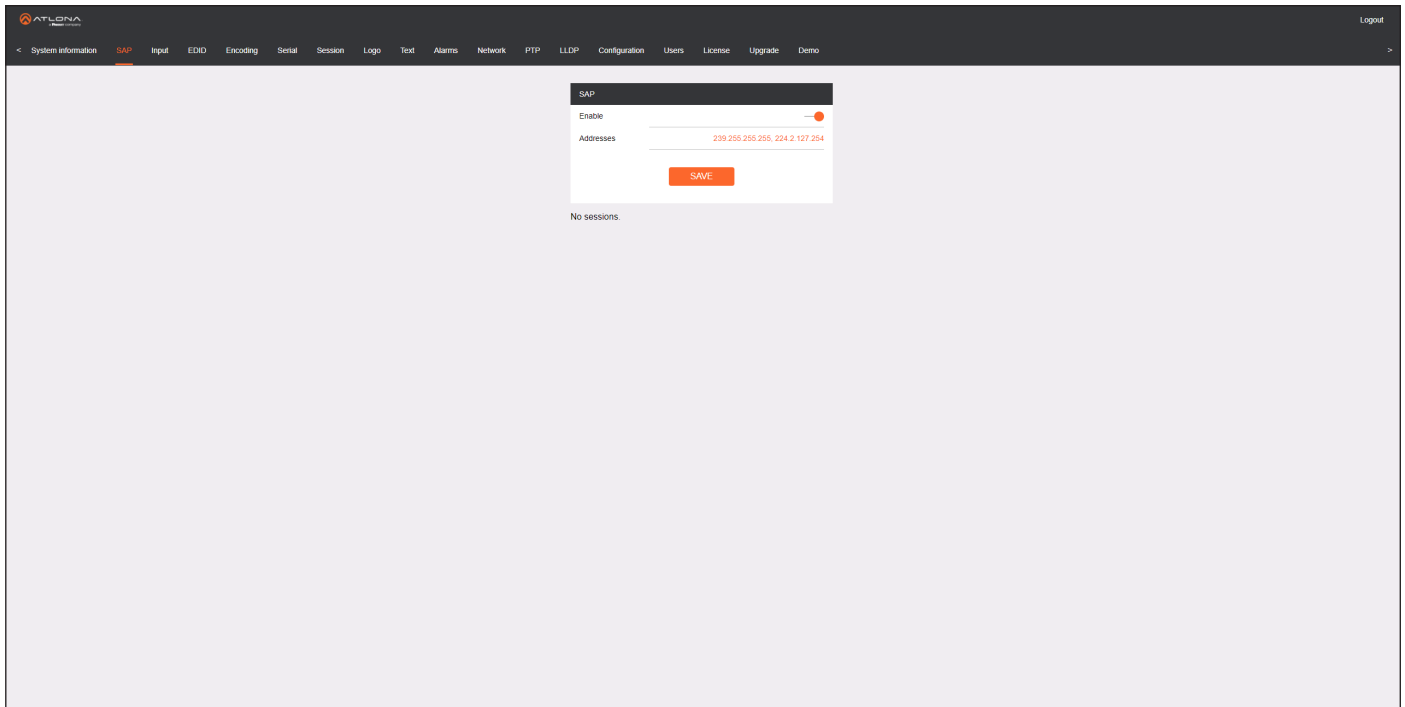 ATLONA
Logout
< System information SAP Input EDID Encoding Serial Session Logo Text Alarms Network PTP LLDP Configuration Users License Upgrade Demo >
SAP
Enable
Addresses 239.255.255.255, 224.2.127.254
SAVE
No sessions.